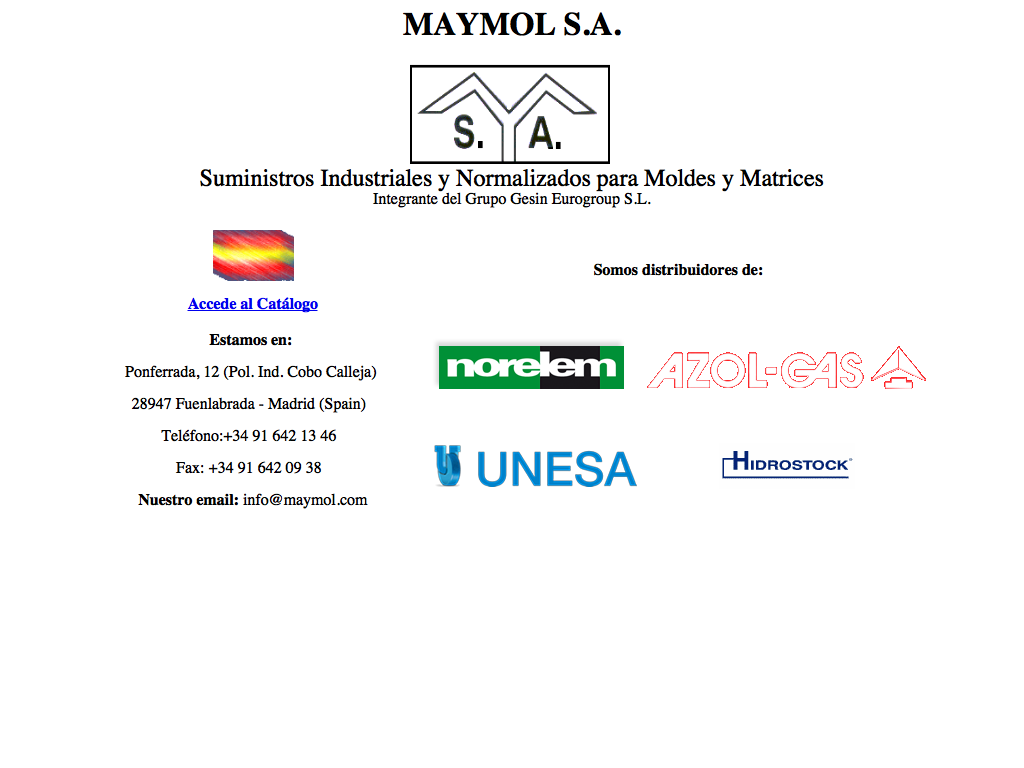 MAYMOL S.A.
S. A.
Suministros Industriales y Normalizados para Moldes y Matrices
Integrante del Grupo Gesin Eurogroup S.L.
Accede al Catálogo
Estamos en:
Ponferrada, 12 (Pol. Ind. Cobo Calleja)
28947 Fuenlabrada - Madrid (Spain)
Teléfono:+34 91 642 13 46
Fax: +34 91 642 09 38
Nuestro email: info@maymol.com
Somos distribuidores de:
norelem
AZOL-GAS
UNESA
HIDROSTOCK®